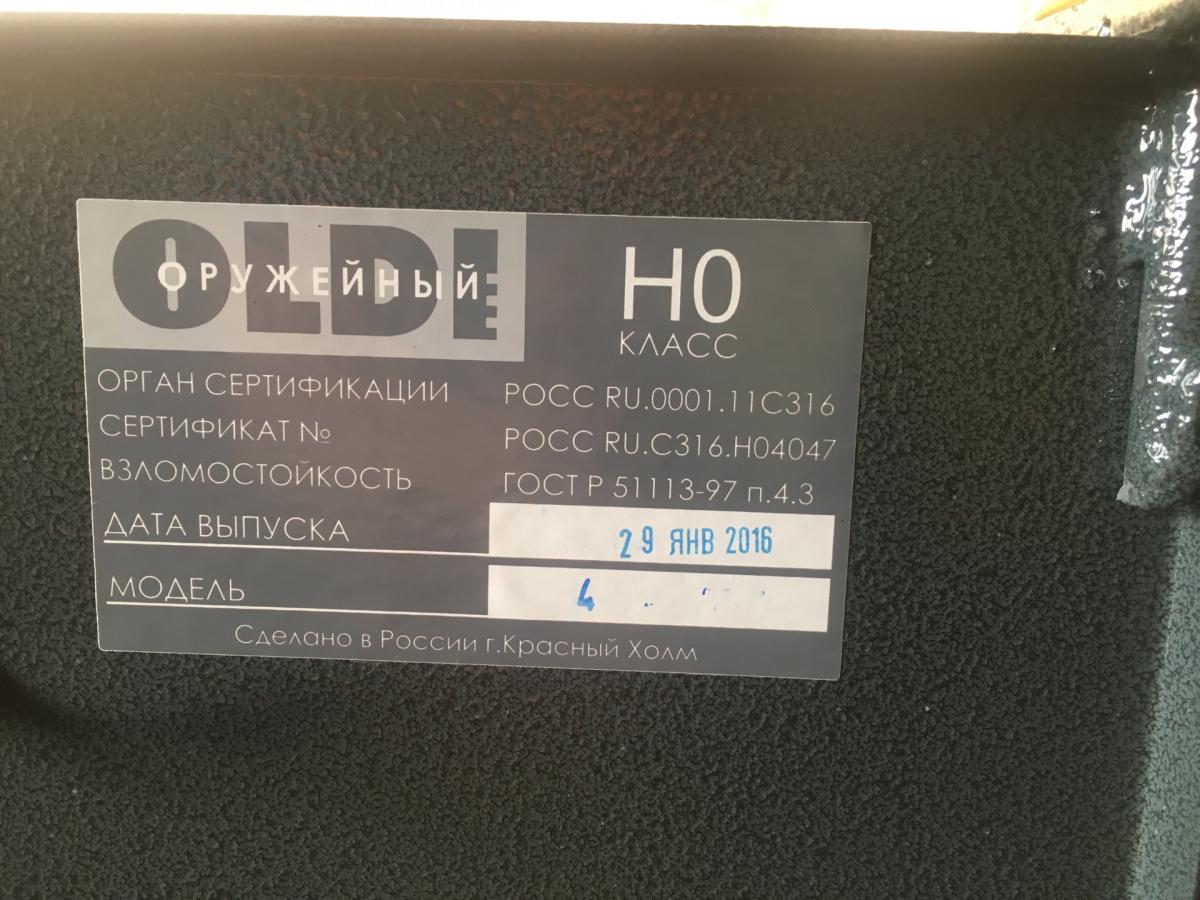 OLDE
ОРУЖЕЙНЫЙ
Н0
КЛАСС
ОРГАН СЕРТИФИКАЦИИ РОСС RU.0001.11С316
СЕРТИФИКАТ № РОСС RU.С316.Н04047
ВЗЛОМОСТОЙКОСТЬ ГОСТ Р 51113-97 п.4.3
ДАТА ВЫПУСКА 29 ЯНВ 2016
МОДЕЛЬ 4
Сделано в России г.Красный Холм